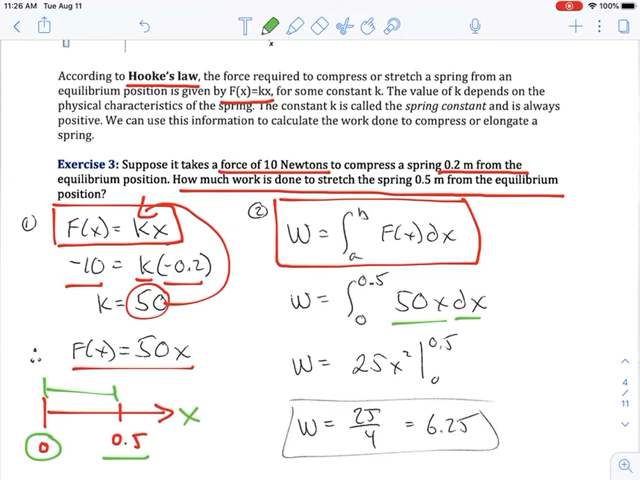 11:26 AM Tue Aug 11
100%
According to Hooke's law, the force required to compress or stretch a spring from an
equilibrium position is given by F(x)=kx, for some constant k. The value of k depends on the
physical characteristics of the spring. The constant k is called the spring constant and is always
positive. We can use this information to calculate the work done to compress or elongate a
spring.
Exercise 3: Suppose it takes a force of 10 Newtons to compress a spring 0.2 m from the
equilibrium position. How much work is done to stretch the spring 0.5 m from the equilibrium
position?
① F(x) = kx
-10 = k(-0.2)
k = 50
∴ F(x) = 50x
0 0.5 x
② W = ∫_a^b F(x)dx
W = ∫_0^0.5 50x dx
W = 25x² |_0^0.5
W = 25/4 = 6.25
4
11